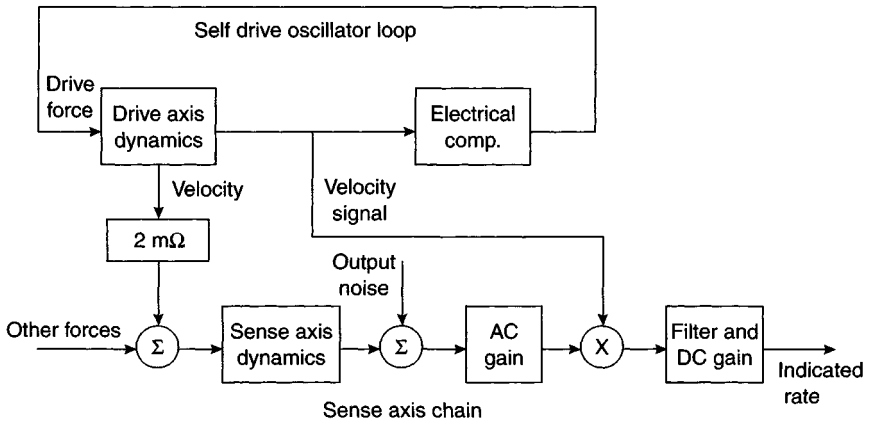 Self drive oscillator loop
Drive
force
Drive axis
dynamics
Electrical
comp.
Velocity
Velocity
signal
2 mΩ
Output
noise
Other forces
Σ
Sense axis
dynamics
Σ
AC
gain
X
Filter and
DC gain
Indicated
rate
Sense axis chain